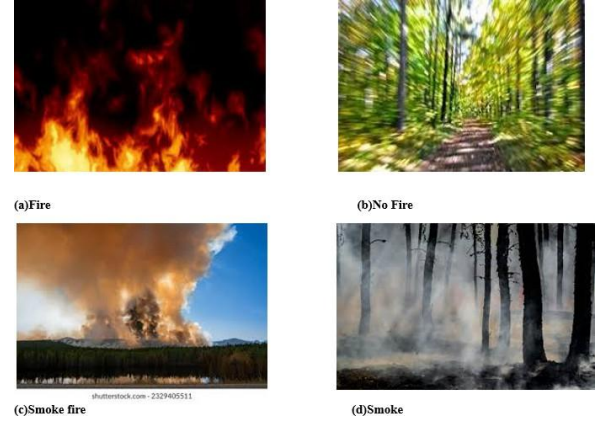 (a)Fire
(b)No Fire
shutterstock.com · 2329405511
(c)Smoke fire
(d)Smoke